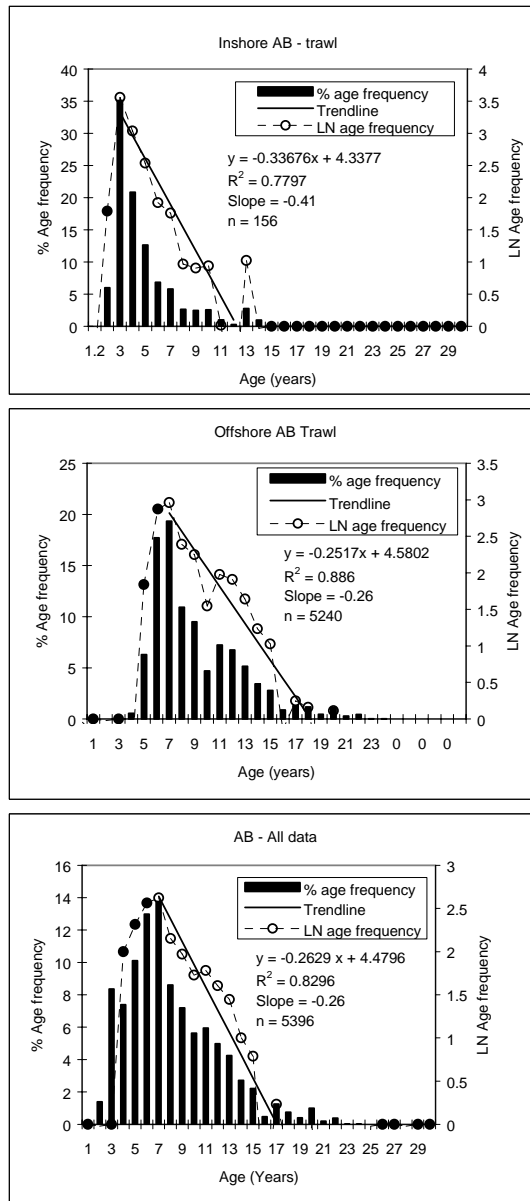 Inshore AB - trawl
40
35
30
25
20
15
10
5
0
% Age frequency
4
3.5
3
2.5
2
1.5
1
0.5
0
LN Age frequency
% age frequency
Trendline
LN age frequency
y = -0.33676x + 4.3377
R² = 0.7797
Slope = -0.41
n = 156
1.2 3 5 7 9 11 13 15 17 19 21 23 25 27 29
Age (years)
Offshore AB Trawl
25
20
15
10
5
0
% Age frequency
3.5
3
2.5
2
1.5
1
0.5
0
LN Age frequency
% age frequency
Trendline
LN age frequency
y = -0.2517x + 4.5802
R² = 0.886
Slope = -0.26
n = 5240
1 3 5 7 9 11 13 15 17 19 21 23 0 0 0
Age (years)
AB - All data
16
14
12
10
8
6
4
2
0
% Age frequency
3
2.5
2
1.5
1
0.5
0
LN Age frequency
% age frequency
Trendline
LN age frequency
y = -0.2629 x + 4.4796
R² = 0.8296
Slope = -0.26
n = 5396
1 3 5 7 9 11 13 15 17 19 21 23 25 27 29
Age (Years)